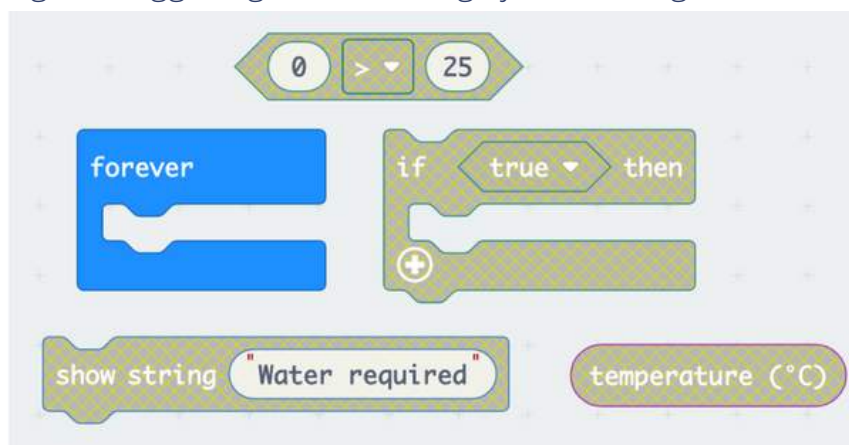 0 > 25
forever
if true then
show string "Water required"
temperature (°C)